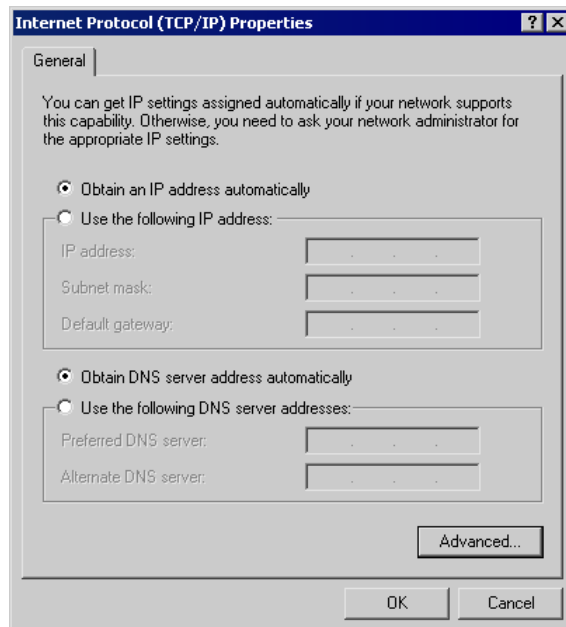 Internet Protocol (TCP/IP) Properties
General
You can get IP settings assigned automatically if your network supports
this capability. Otherwise, you need to ask your network administrator for
the appropriate IP settings.
Obtain an IP address automatically
Use the following IP address:
IP address:
Subnet mask:
Default gateway:
Obtain DNS server address automatically
Use the following DNS server addresses:
Preferred DNS server:
Alternate DNS server:
Advanced...
OK Cancel